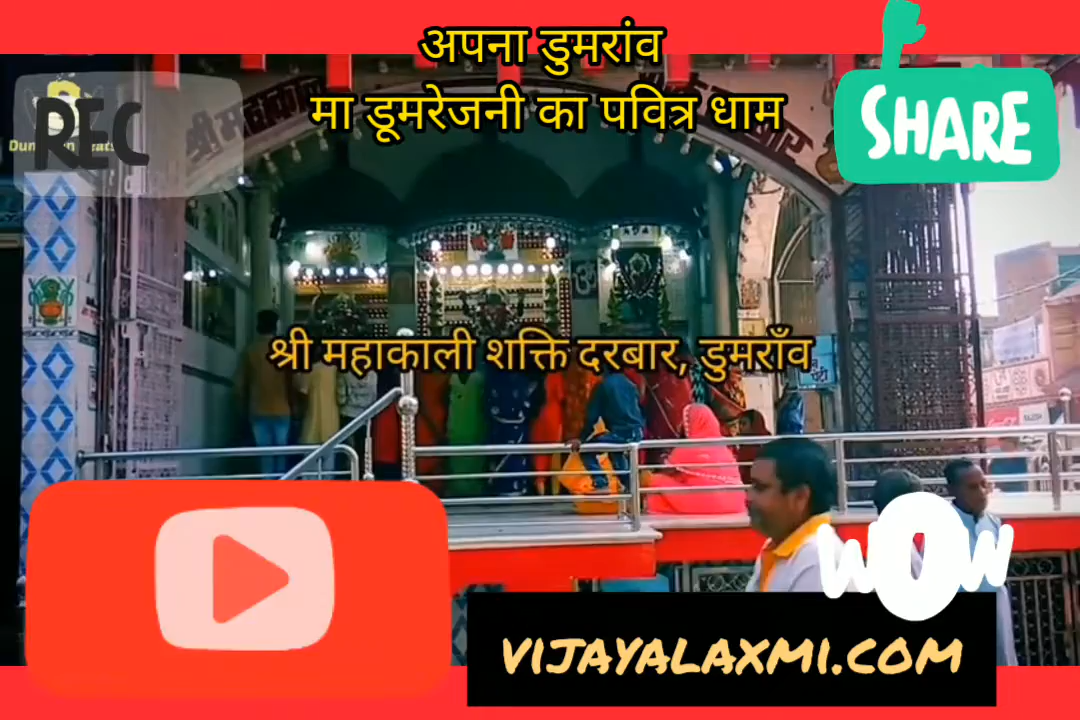 अपना डुमरांव
मा डूमरेजनी का पवित्र धाम
REC
SHARE
श्री महाकाली शक्ति दरबार, डुमराँव
WOW
VIJAYALAXMI.COM